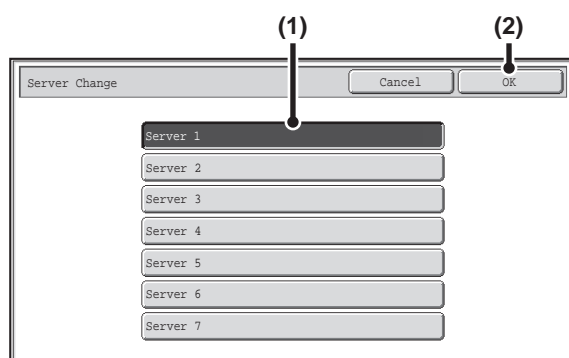 (1) (2)
Server Change Cancel OK
Server 1
Server 2
Server 3
Server 4
Server 5
Server 6
Server 7